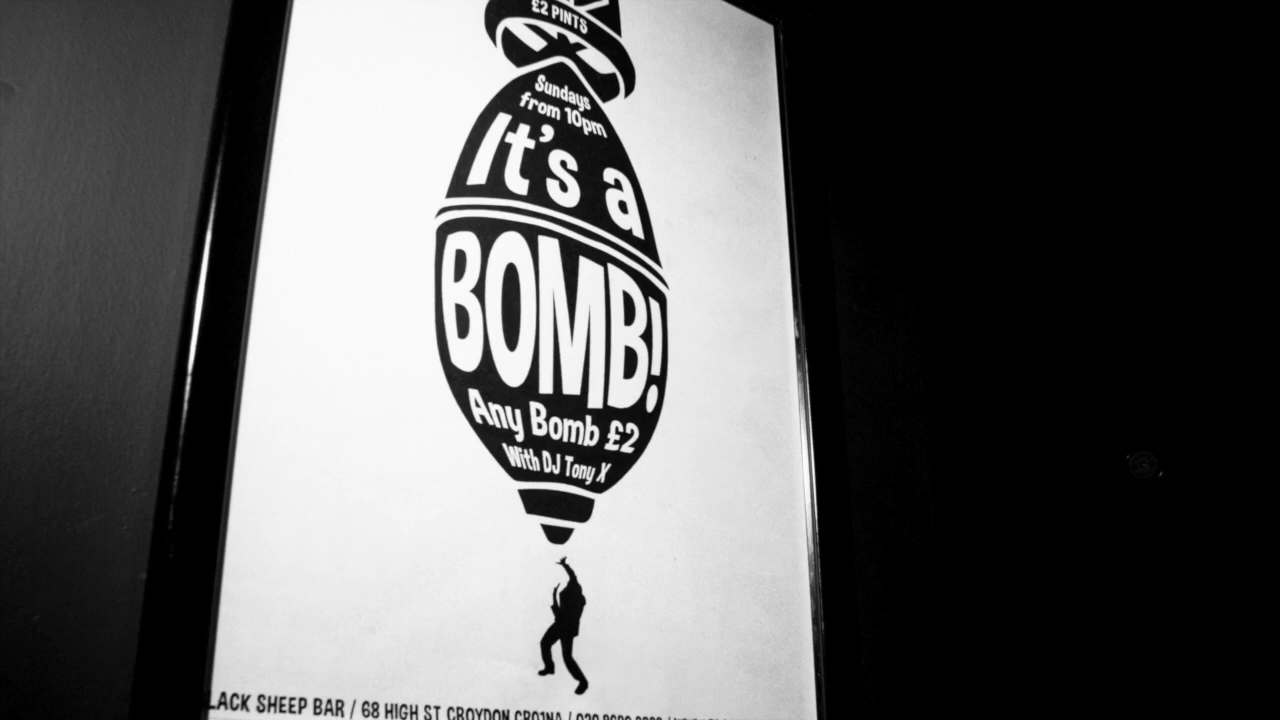 £2 PINTS
Sundays
from 10pm
It's a
BOMB!
Any Bomb £2
With DJ Tony X
LACK SHEEP BAR / 68 HIGH ST CROYDON CR01NA /